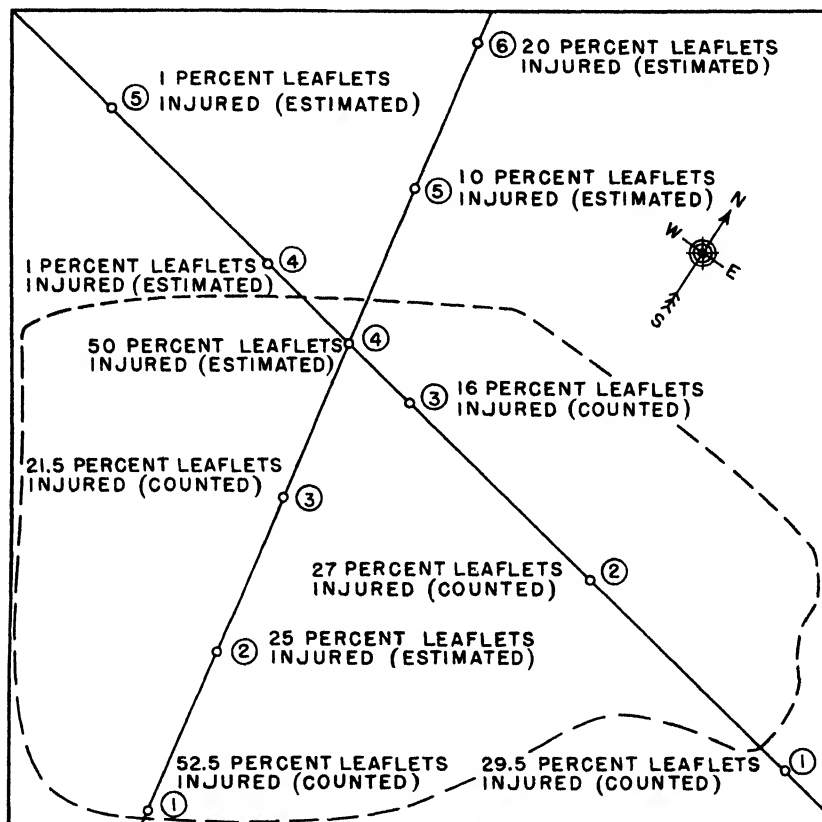 ⑥ 20 PERCENT LEAFLETS
INJURED (ESTIMATED)
1 PERCENT LEAFLETS
⑤ INJURED (ESTIMATED)
⑤ 10 PERCENT LEAFLETS
INJURED (ESTIMATED)
N
W
E
S
④
1 PERCENT LEAFLETS
INJURED (ESTIMATED)
50 PERCENT LEAFLETS ④
INJURED (ESTIMATED)
③ 16 PERCENT LEAFLETS
INJURED (COUNTED)
21.5 PERCENT LEAFLETS
INJURED (COUNTED) ③
27 PERCENT LEAFLETS ②
INJURED (COUNTED)
② 25 PERCENT LEAFLETS
INJURED (ESTIMATED)
52.5 PERCENT LEAFLETS
INJURED (COUNTED)
①
29.5 PERCENT LEAFLETS ①
INJURED (COUNTED)